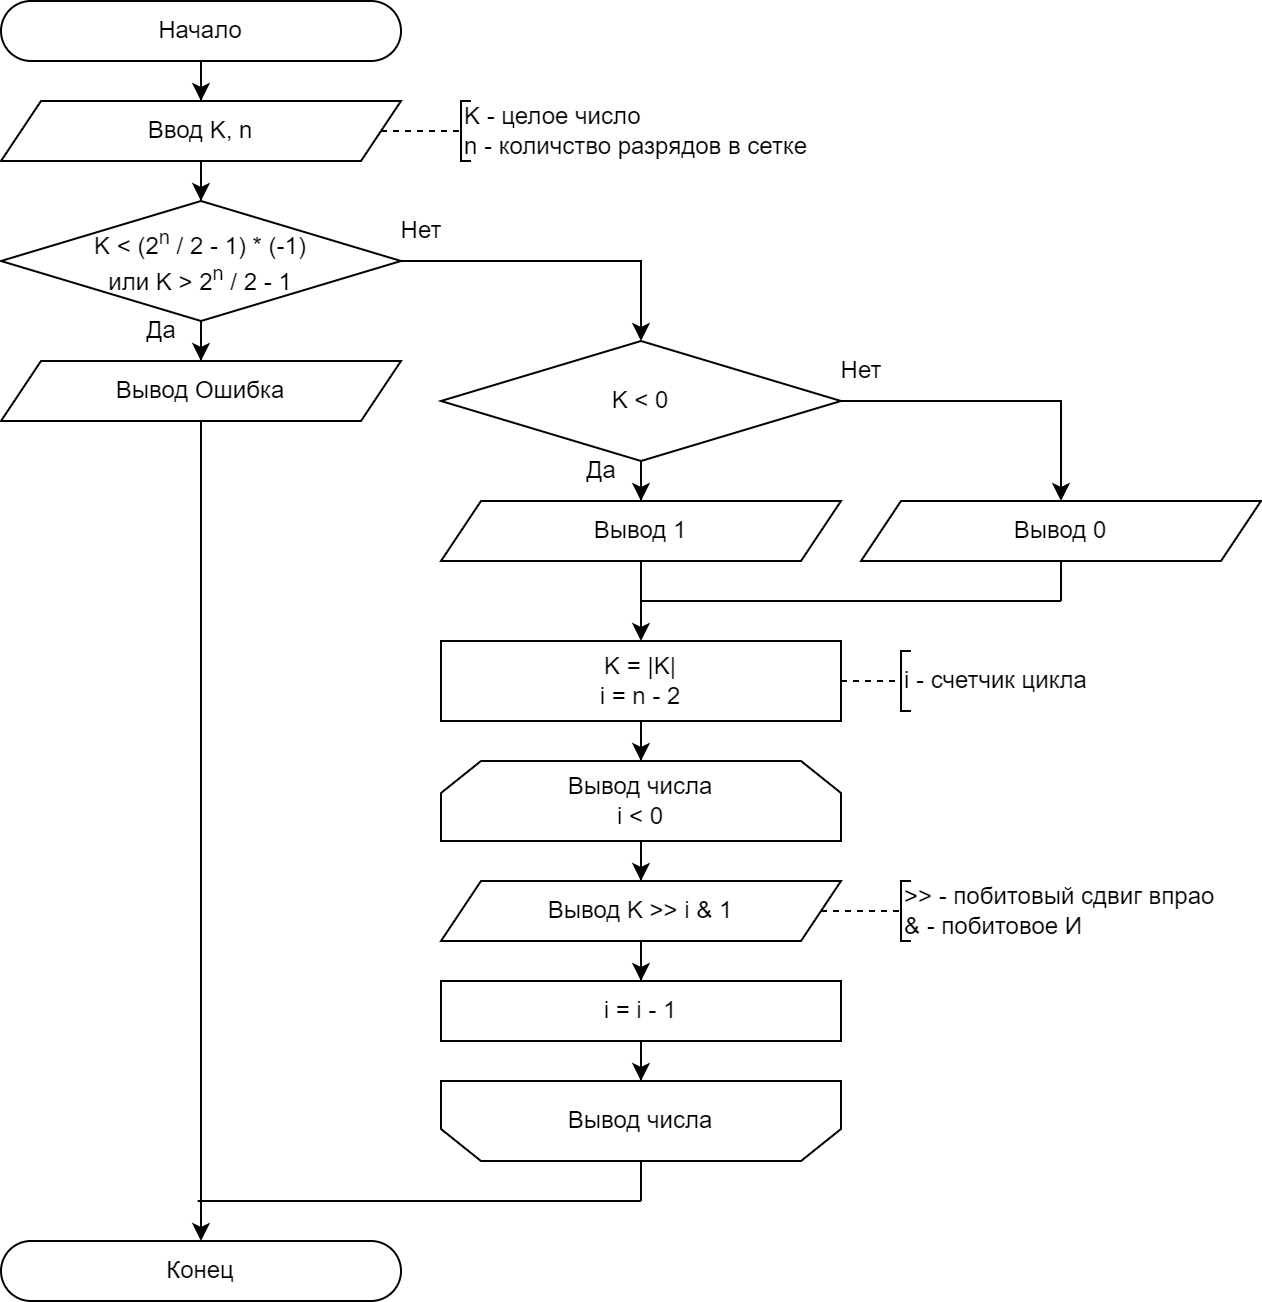 Начало
Ввод K, n
K - целое число
n - количство разрядов в сетке
K < (2ⁿ / 2 - 1) * (-1)
или K > 2ⁿ / 2 - 1
Нет
Да
Вывод Ошибка
K < 0
Нет
Да
Вывод 1
Вывод 0
K = |K|
i = n - 2
i - счетчик цикла
Вывод числа
i < 0
Вывод K >> i & 1
>> - побитовый сдвиг впрао
& - побитовое И
i = i - 1
Вывод числа
Конец